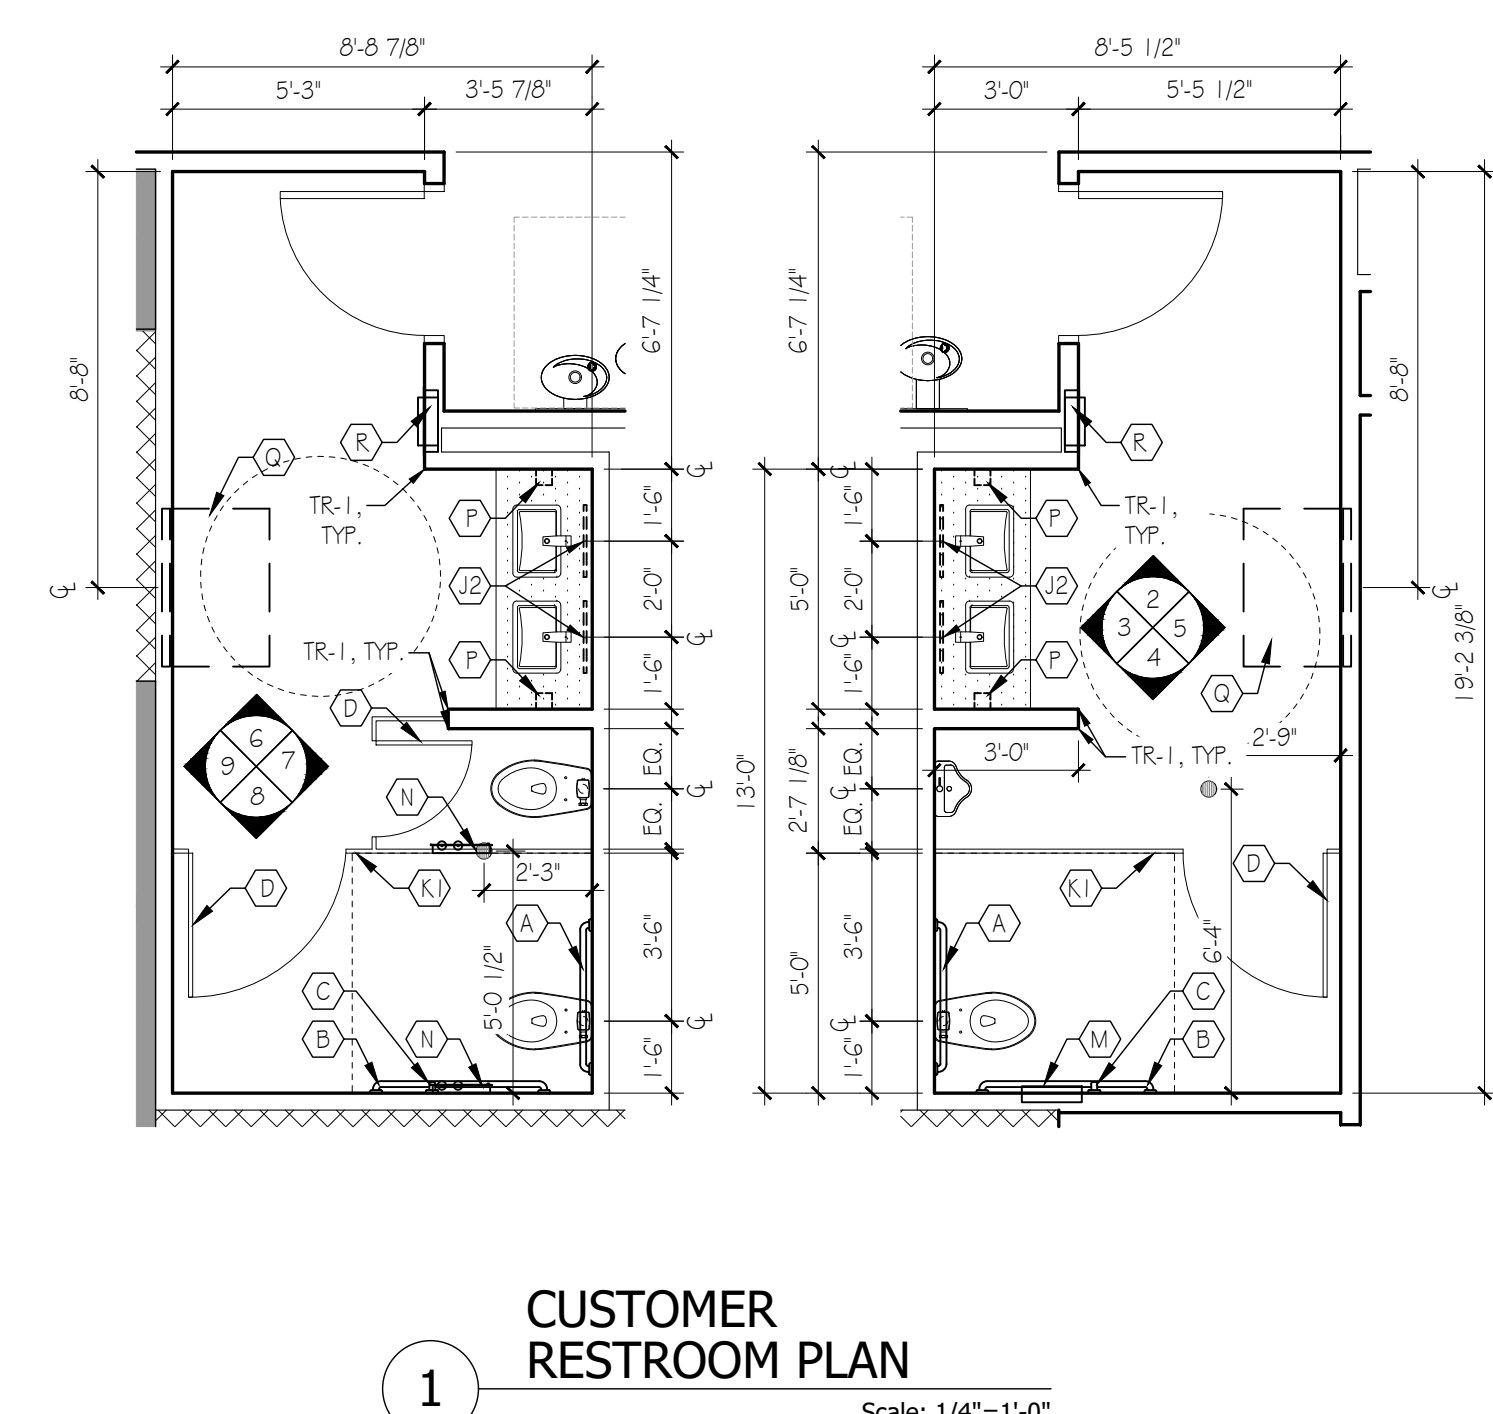 8'-8 7/8"
8'-5 1/2"
5'-3"
3'-5 7/8"
3'-0"
5'-5 1/2"
6'-7 1/4"
6'-7 1/4"
8'-8"
8'-8"
R
R
Q
TR-1,
TYP.
TR-1,
TYP.
P
P
1'-6"
1'-6"
J2
J2
2'-0"
5'-0"
2'-0"
2
3
5
4
TR-1, TYP.
P
P
1'-6"
1'-6"
19'-2 3/8"
Q
D
6
9
7
8
EQ.
EQ.
3'-0"
TR-1, TYP.
2'-9"
13'-0"
2'-7 1/8"
N
EQ.
EQ.
2'-3"
D
K1
K1
D
A
A
3'-6"
3'-6"
6'-4"
5'-0 1/2"
5'-0"
C
C
B
N
M
B
1'-6"
1'-6"
CUSTOMER
RESTROOM PLAN
1
Scale: 1/4"=1'-0"